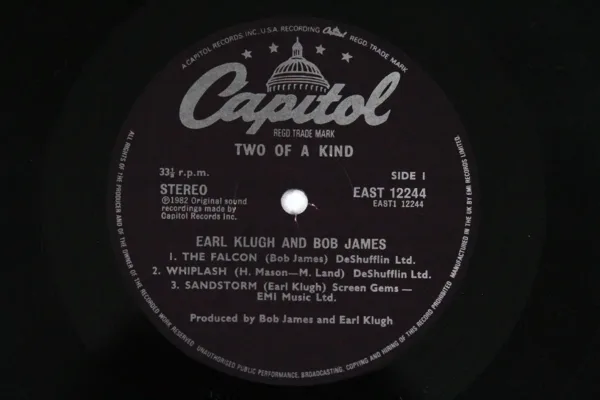 A CAPITOL RECORDS, INC. U.S.A. RECORDING Capitol REGD. TRADE MARK
Capitol
REGD TRADE MARK
TWO OF A KIND
33⅓ r.p.m.
SIDE 1
STEREO
EAST 12244
℗1982 Original sound
EAST1 12244
recordings made by
Capitol Records Inc.
EARL KLUGH AND BOB JAMES
1. THE FALCON (Bob James) DeShufflin Ltd.
2. WHIPLASH (H. Mason—M. Land) DeShufflin Ltd.
3. SANDSTORM (Earl Klugh) Screen Gems —
EMI Music Ltd.
Produced by Bob James and Earl Klugh
ALL RIGHTS OF THE PRODUCER AND OF THE OWNER OF THE RECORDED WORK RESERVED UNAUTHORISED PUBLIC PERFORMANCE, BROADCASTING, COPYING AND HIRING OF THIS RECORD PROHIBITED MANUFACTURED IN THE UK BY EMI RECORDS LIMITED.